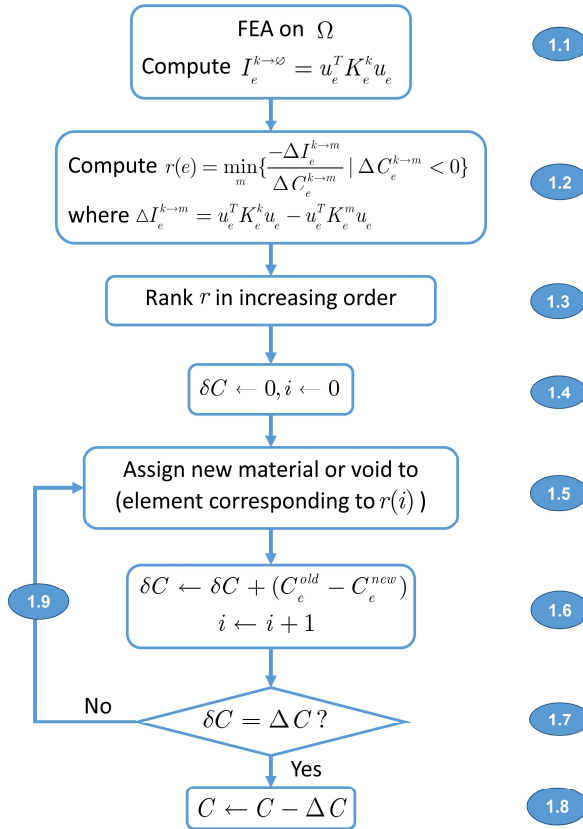 FEA on Ω
1.1
Compute I_e^{k→∅} = u_e^T K_e^k u_e
Compute r(e) = min_m{ -ΔI_e^{k→m} / ΔC_e^{k→m} | ΔC_e^{k→m} < 0}
1.2
where △I_e^{k→m} = u_e^T K_e^k u_e − u_e^T K_e^m u_e
Rank r in increasing order
1.3
δC ← 0, i ← 0
1.4
Assign new material or void to
1.5
(element corresponding to r(i) )
δC ← δC + (C_e^{old} − C_e^{new})
1.9
1.6
i ← i + 1
No
δC = ΔC ?
1.7
Yes
C ← C − ΔC
1.8